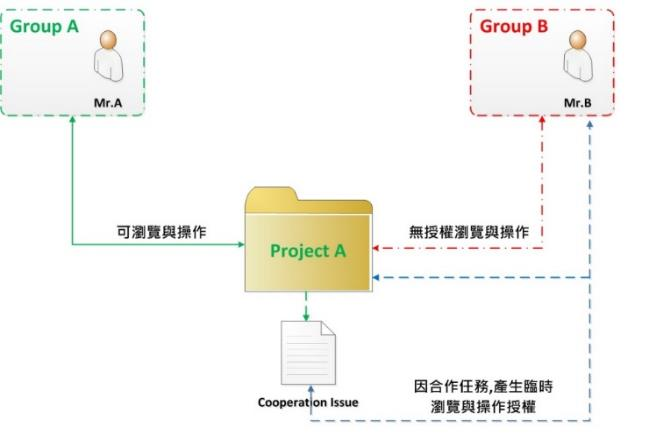 Group A
Mr.A
Group B
Mr.B
可瀏覽與操作
Project A
無授權瀏覽與操作
Cooperation Issue
因合作任務,產生臨時
瀏覽與操作授權